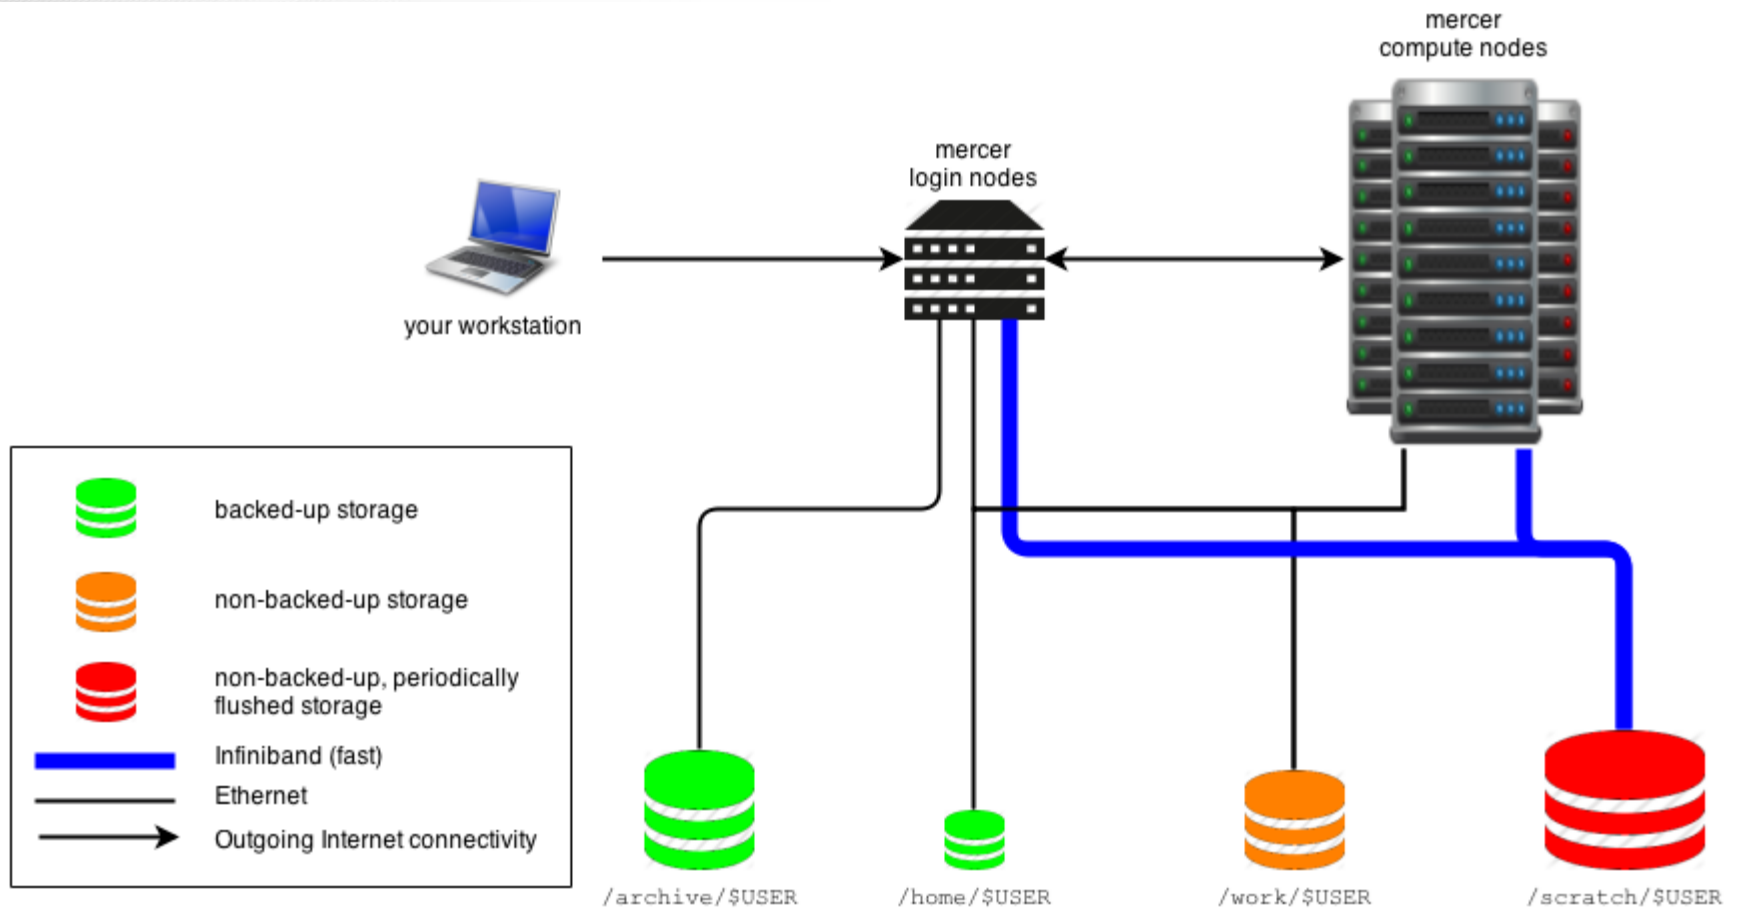 mercer
compute nodes
mercer
login nodes
your workstation
backed-up storage
non-backed-up storage
non-backed-up, periodically
flushed storage
Infiniband (fast)
Ethernet
Outgoing Internet connectivity
/archive/$USER
/home/$USER
/work/$USER
/scratch/$USER